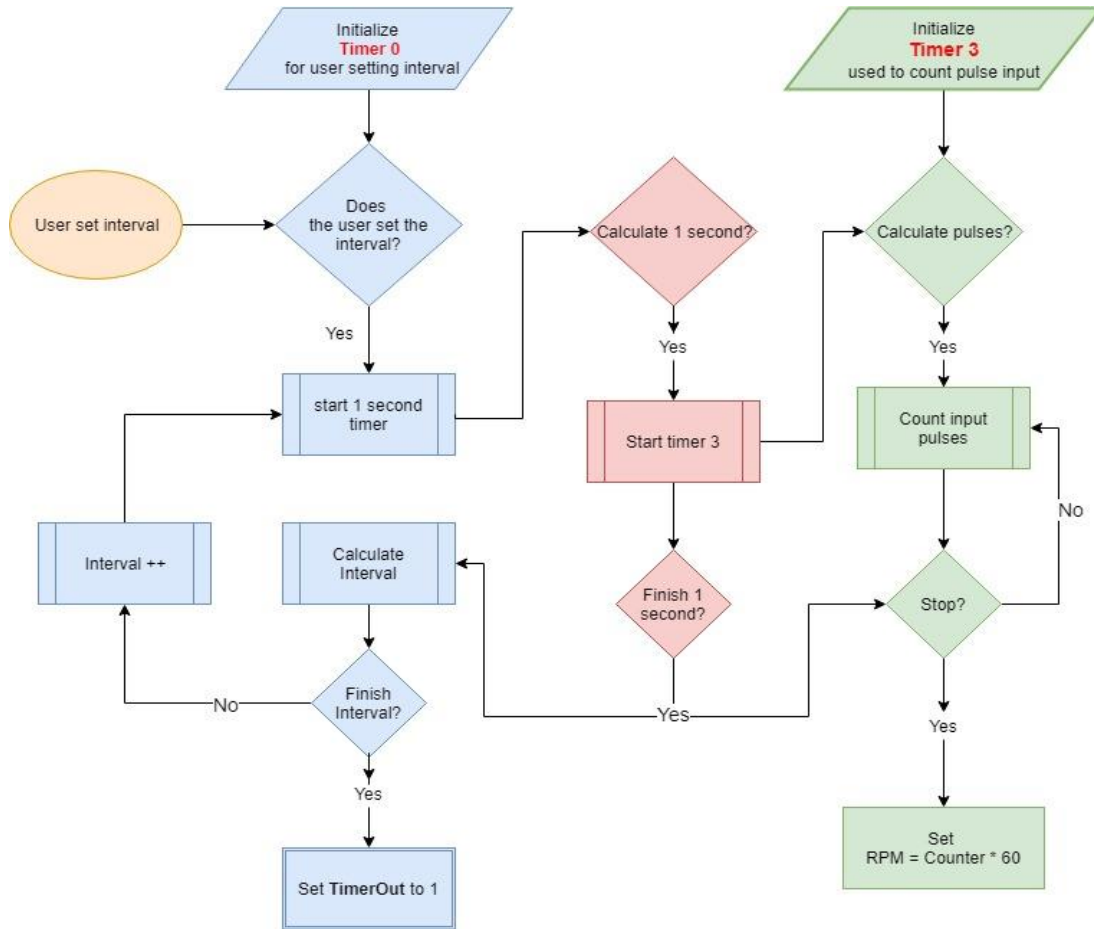 Initialize
Timer 0
for user setting interval
Initialize
Timer 3
used to count pulse input
User set interval
Does
the user set the
interval?
Calculate 1 second?
Calculate pulses?
Yes
Yes
Yes
start 1 second
timer
Start timer 3
Count input
pulses
No
Interval ++
Calculate
Interval
Finish 1
second?
Stop?
No
Finish
Interval?
Yes
Yes
Yes
Set TimerOut to 1
Set
RPM = Counter * 60